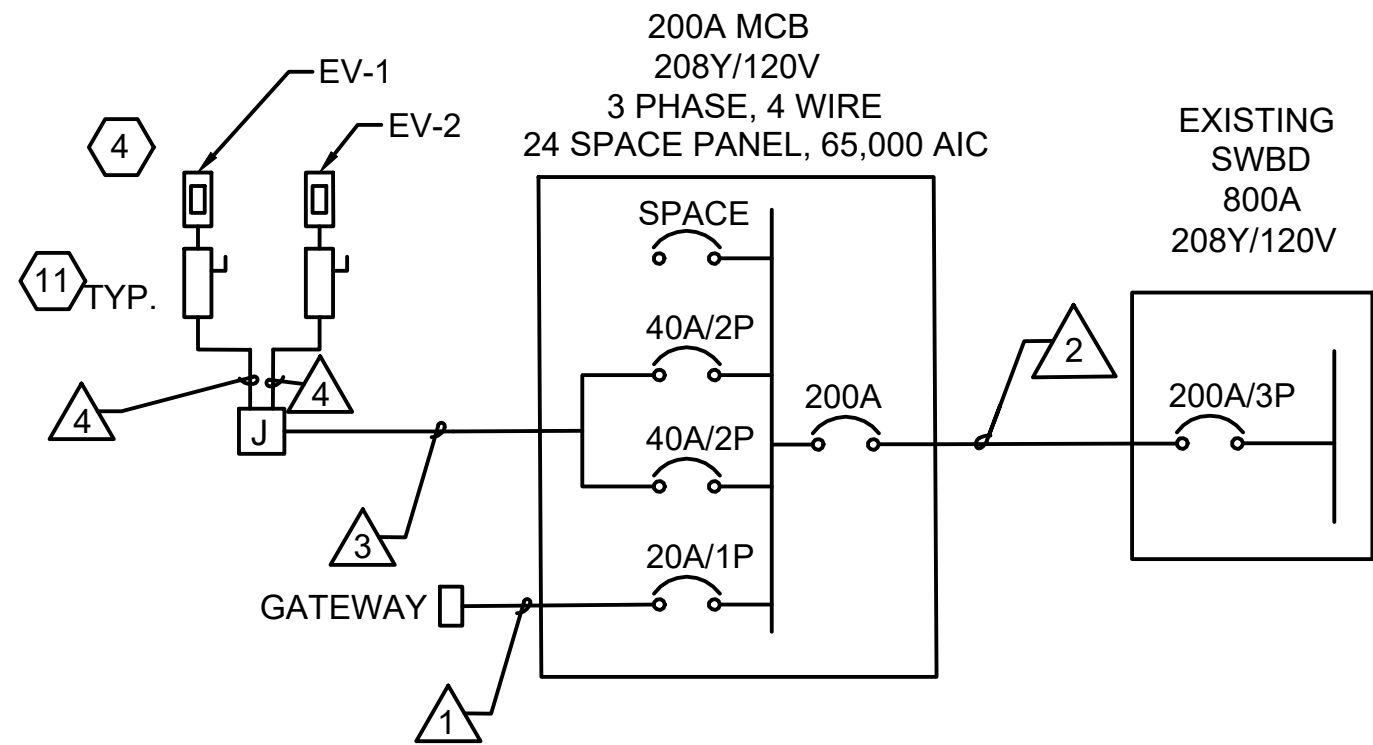 200A MCB
208Y/120V
3 PHASE, 4 WIRE
24 SPACE PANEL, 65,000 AIC
EXISTING
SWBD
800A
208Y/120V
EV-1
EV-2
4
11
TYP.
SPACE
40A/2P
2
4
4
200A
200A/3P
J
40A/2P
3
20A/1P
GATEWAY
1